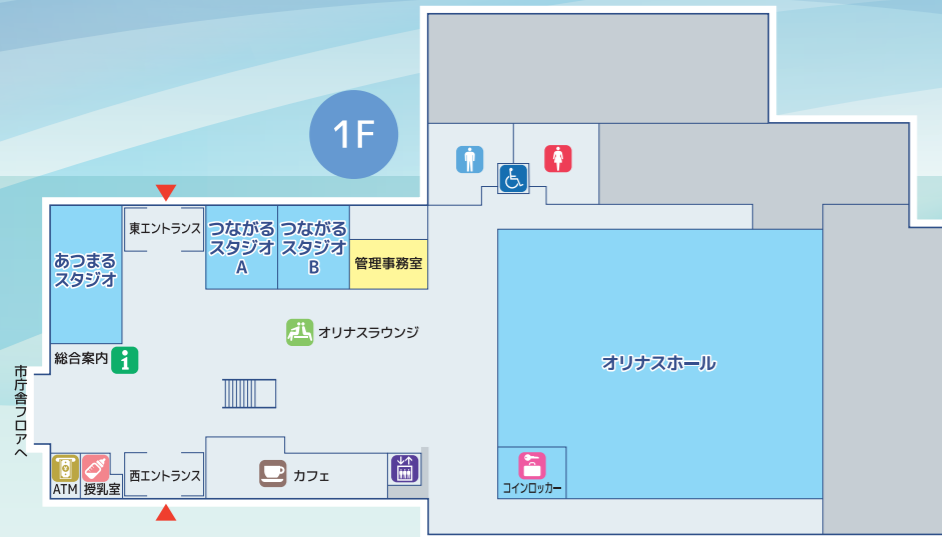 1F
東エントランス
つながる
スタジオ
A
つながる
スタジオ
B
あつまる
スタジオ
管理事務室
オリナスラウンジ
総合案内
オリナスホール
市庁舎フロアへ
ATM
授乳室
西エントランス
カフェ
コインロッカー